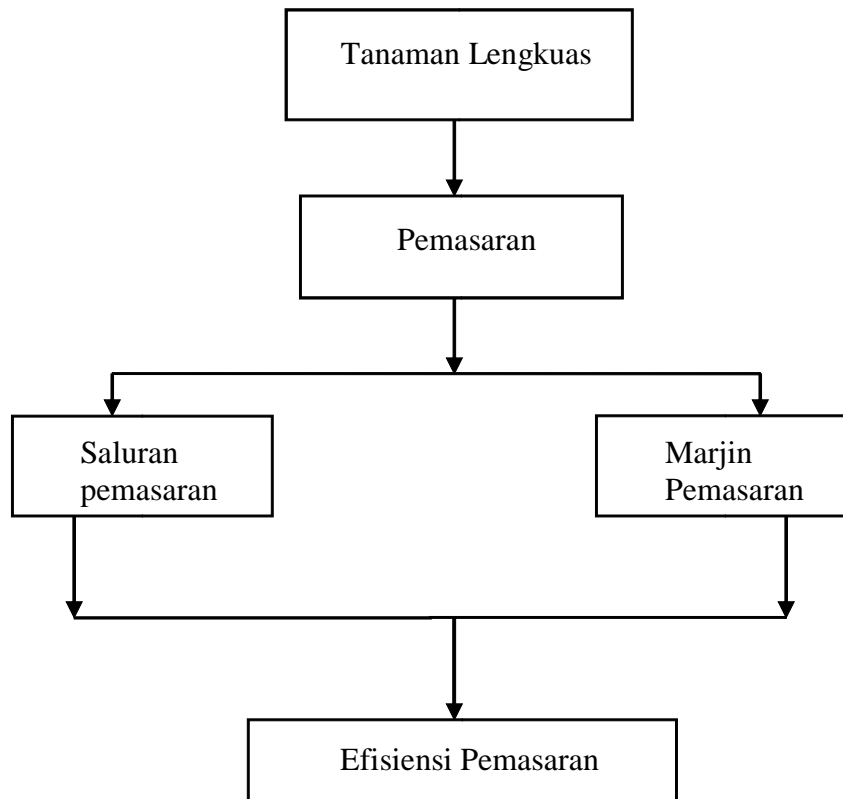 Tanaman Lengkuas
Pemasaran
Saluran
pemasaran
Marjin
Pemasaran
Efisiensi Pemasaran